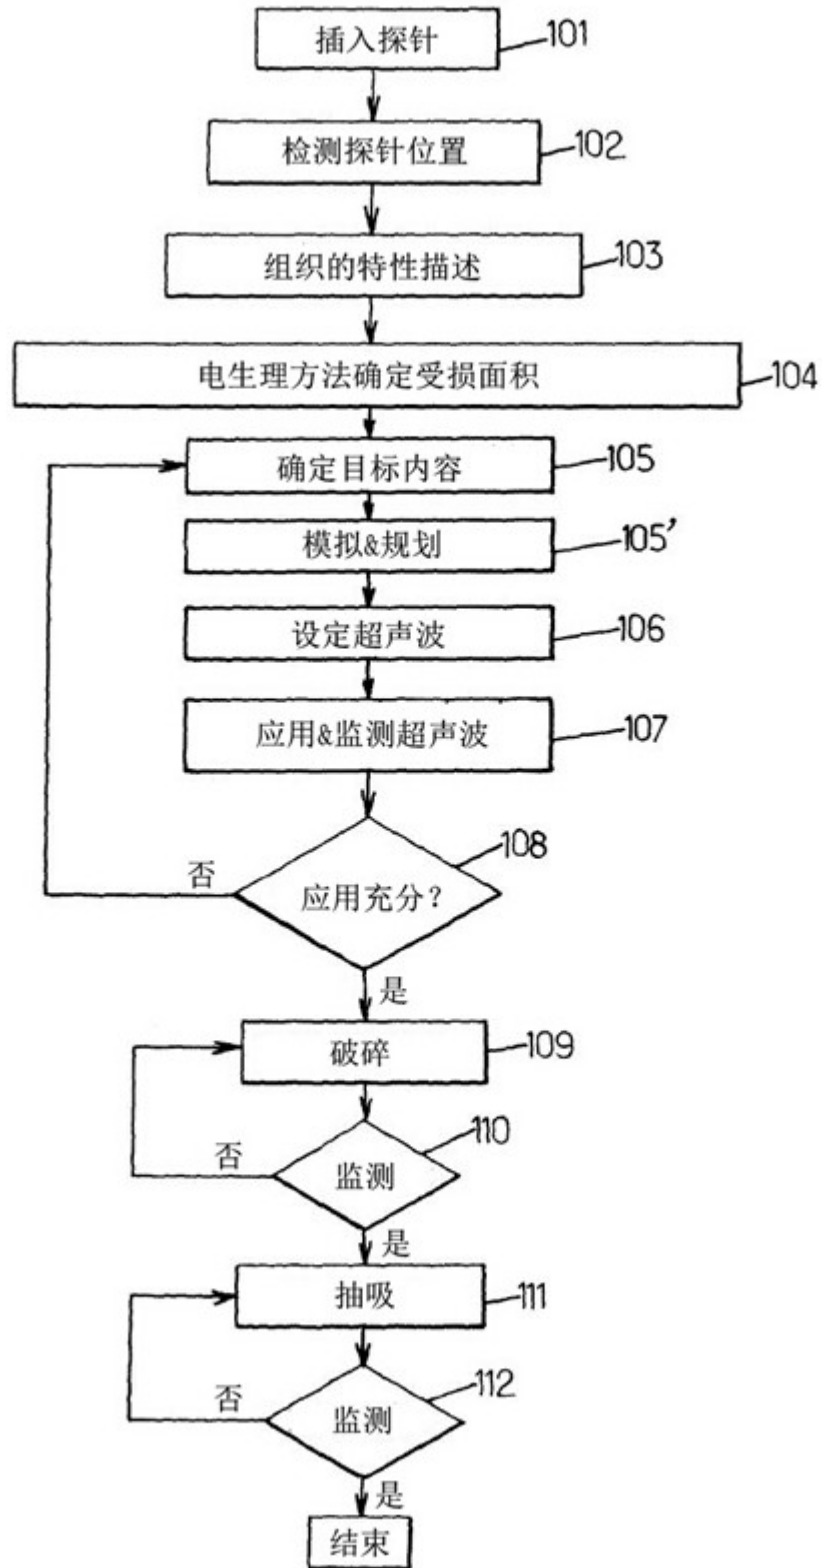 插入探针 101
检测探针位置 102
组织的特性描述 103
电生理方法确定受损面积 104
确定目标内容 105
模拟&规划 105'
设定超声波 106
应用&监测超声波 107
108
否 应用充分?
是
破碎 109
110
否 监测
是
抽吸 111
112
否 监测
是
结束